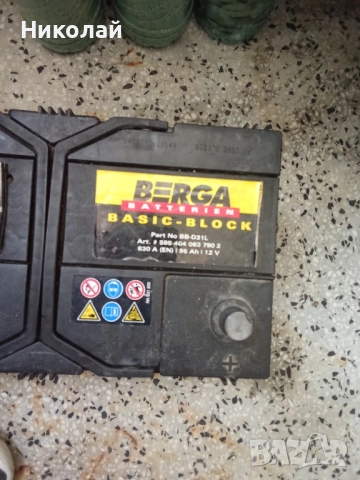 Николай
BERGA
BATTERIEN
BASIC-BLOCK
Part No BB-D31L
Art. # 595 404 083 790 2
830 A (EN) | 95 Ah | 12 V
+
BAZAR